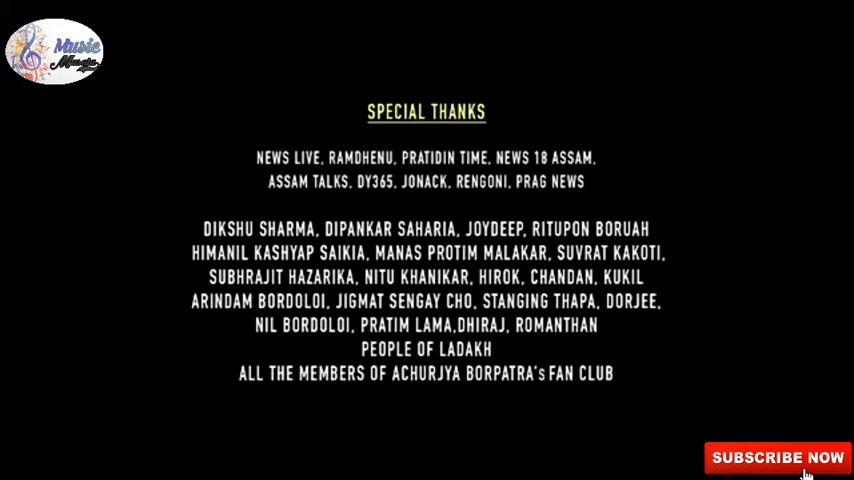 Music
SPECIAL THANKS
NEWS LIVE, RAMDHENU, PRATIDIN TIME, NEWS 18 ASSAM,
ASSAM TALKS, DY365, JONACK, RENGONI, PRAG NEWS
DIKSHU SHARMA, DIPANKAR SAHARIA, JOYDEEP, RITUPON BORUAH
HIMANIL KASHYAP SAIKIA, MANAS PROTIM MALAKAR, SUVRAT KAKOTI,
SUBHRAJIT HAZARIKA, NITU KHANIKAR, HIROK, CHANDAN, KUKIL
ARINDAM BORDOLOI, JIGMAT SENGAY CHO, STANGING THAPA, DORJEE,
NIL BORDOLOI, PRATIM LAMA,DHIRAJ, ROMANTHAN
PEOPLE OF LADAKH
ALL THE MEMBERS OF ACHURJYA BORPATRA's FAN CLUB
SUBSCRIBE NOW